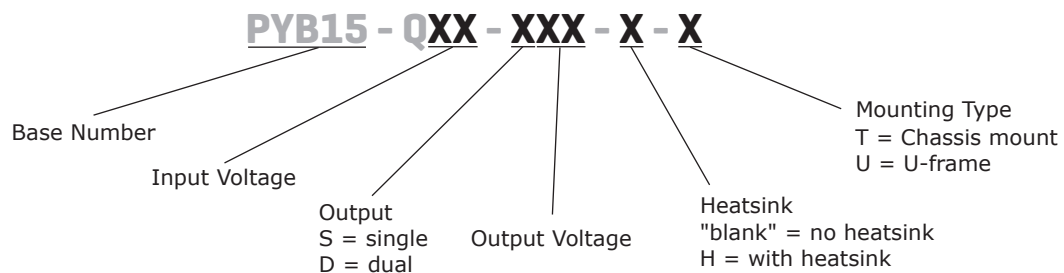 PYB15 - QXX - XXX - X - X
Base Number
Input Voltage
Output
S = single
D = dual
Output Voltage
Heatsink
"blank" = no heatsink
H = with heatsink
Mounting Type
T = Chassis mount
U = U-frame